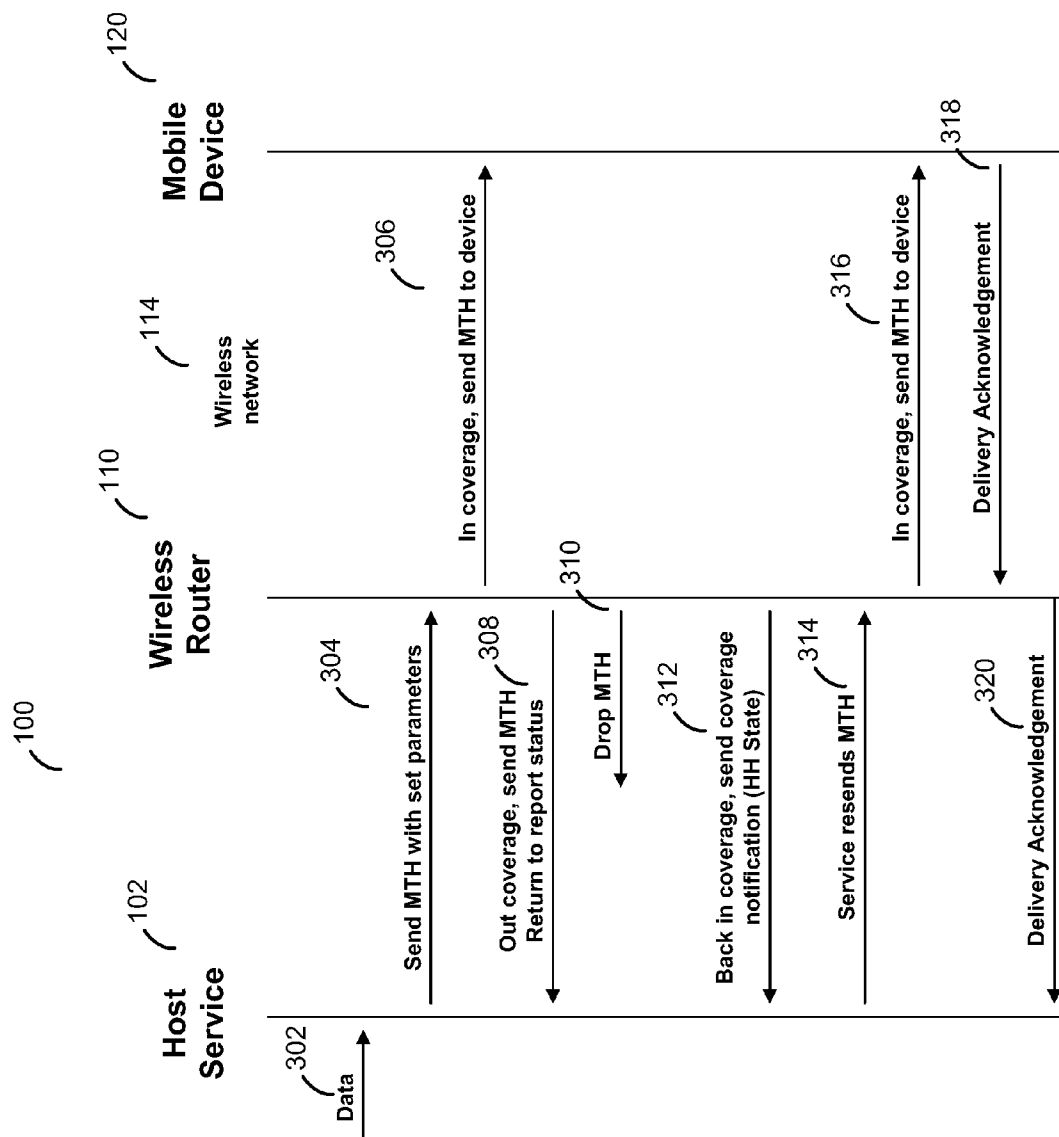 100
102
110
114
120
Host
Service
Wireless
Router
Wireless
network
Mobile
Device
302
Data
304
Send MTH with set parameters
306
In coverage, send MTH to device
308
Out coverage, send MTH
Return to report status
310
Drop MTH
312
Back in coverage, send coverage
notification (HH State)
314
Service resends MTH
316
In coverage, send MTH to device
318
Delivery Acknowledgement
320
Delivery Acknowledgement